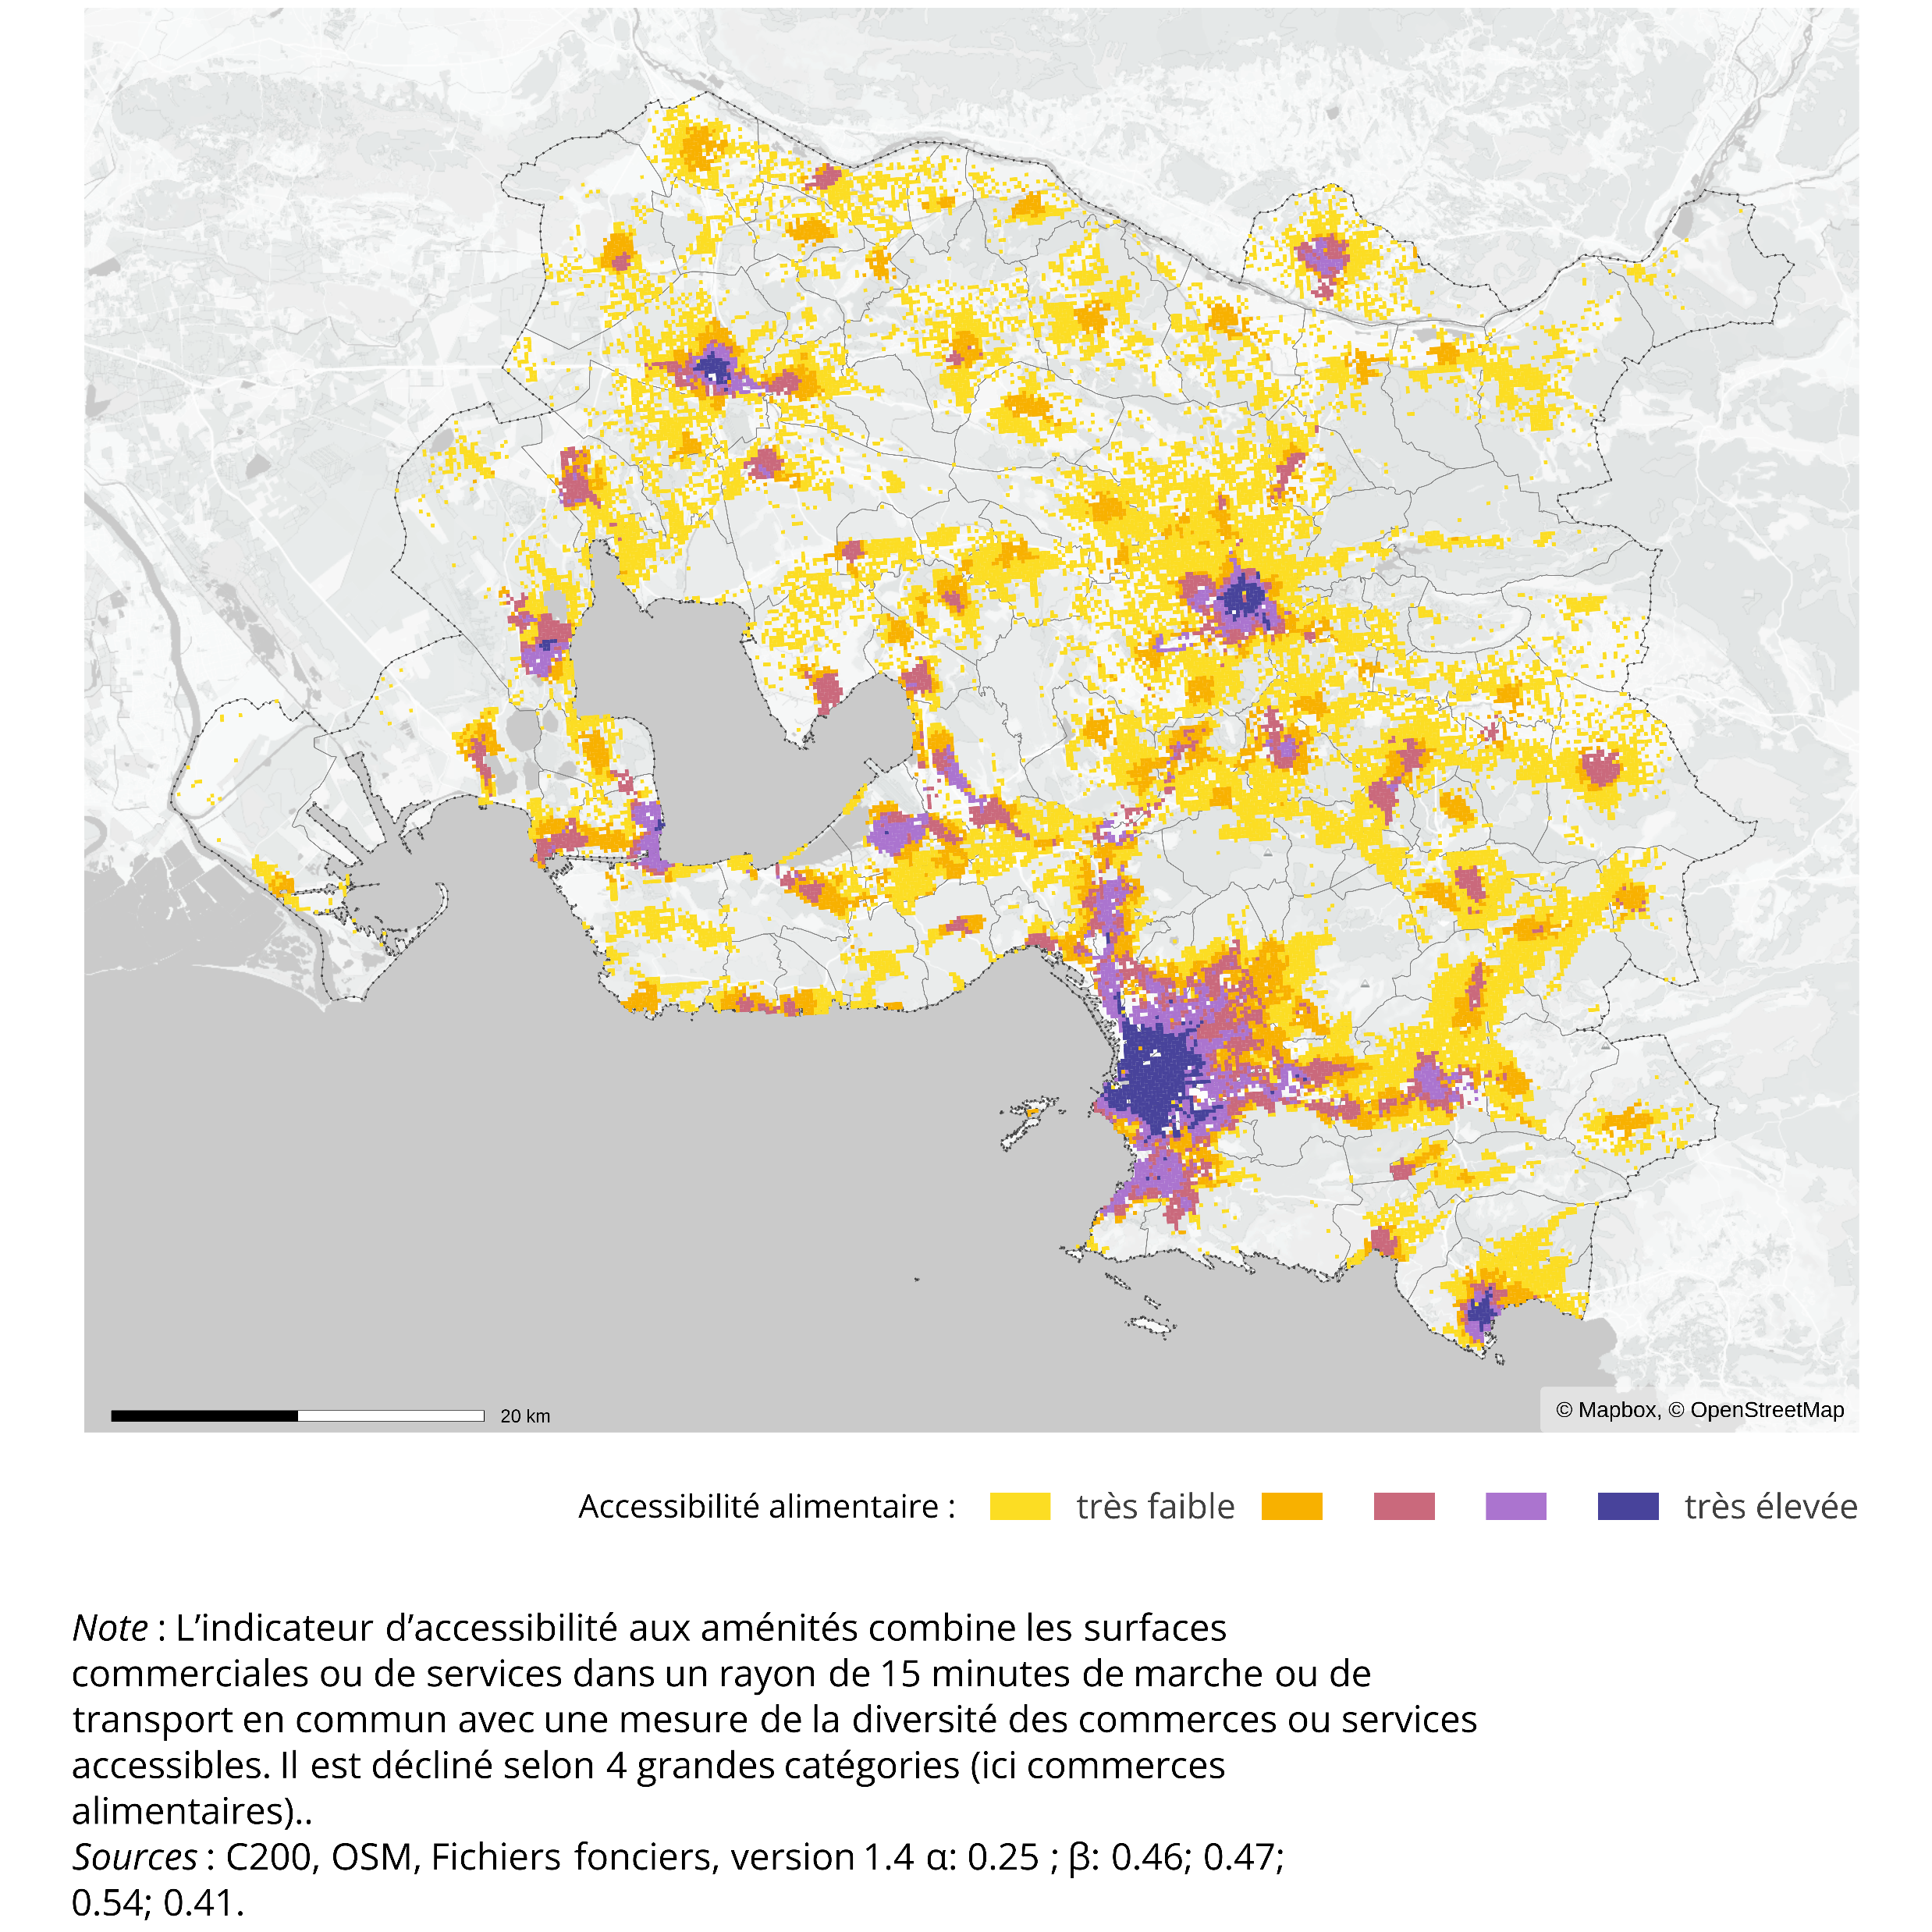 20 km
© Mapbox, © OpenStreetMap
Accessibilité alimentaire : très faible très élevée
Note : L’indicateur d’accessibilité aux aménités combine les surfaces
commerciales ou de services dans un rayon de 15 minutes de marche ou de
transport en commun avec une mesure de la diversité des commerces ou services
accessibles. Il est décliné selon 4 grandes catégories (ici commerces
alimentaires)..
Sources : C200, OSM, Fichiers fonciers, version 1.4 α: 0.25 ; β: 0.46; 0.47;
0.54; 0.41.